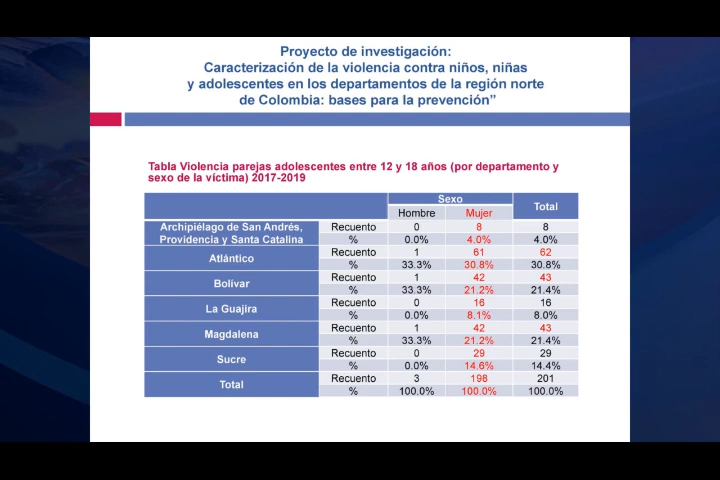 Proyecto de investigación:
Caracterización de la violencia contra niños, niñas
y adolescentes en los departamentos de la región norte
de Colombia: bases para la prevención”
Tabla Violencia parejas adolescentes entre 12 y 18 años (por departamento y
sexo de la víctima) 2017-2019
Sexo Total
Hombre Mujer
Archipiélago de San Andrés, Recuento 0 8 8
Providencia y Santa Catalina % 0.0% 4.0% 4.0%
Atlántico Recuento 1 61 62
% 33.3% 30.8% 30.8%
Bolívar Recuento 1 42 43
% 33.3% 21.2% 21.4%
La Guajira Recuento 0 16 16
% 0.0% 8.1% 8.0%
Magdalena Recuento 1 42 43
% 33.3% 21.2% 21.4%
Sucre Recuento 0 29 29
% 0.0% 14.6% 14.4%
Total Recuento 3 198 201
% 100.0% 100.0% 100.0%